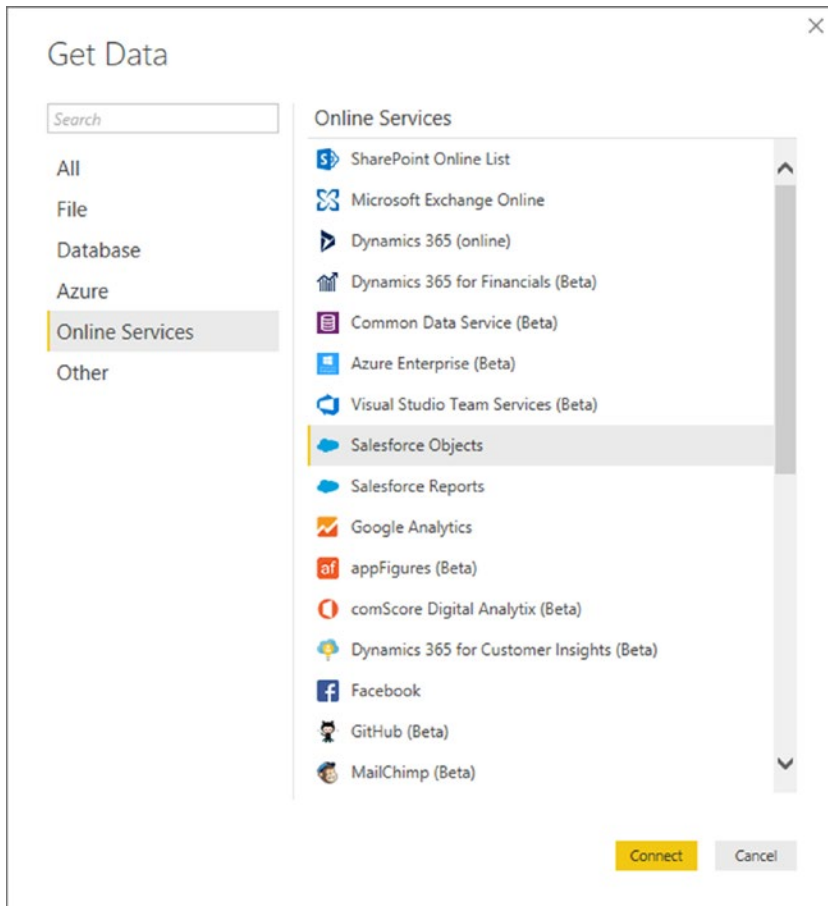 Get Data
Search
All
File
Database
Azure
Online Services
Other
Online Services
SharePoint Online List
Microsoft Exchange Online
Dynamics 365 (online)
Dynamics 365 for Financials (Beta)
Common Data Service (Beta)
Azure Enterprise (Beta)
Visual Studio Team Services (Beta)
Salesforce Objects
Salesforce Reports
Google Analytics
af appFigures (Beta)
comScore Digital Analytix (Beta)
Dynamics 365 for Customer Insights (Beta)
Facebook
GitHub (Beta)
MailChimp (Beta)
Connect Cancel